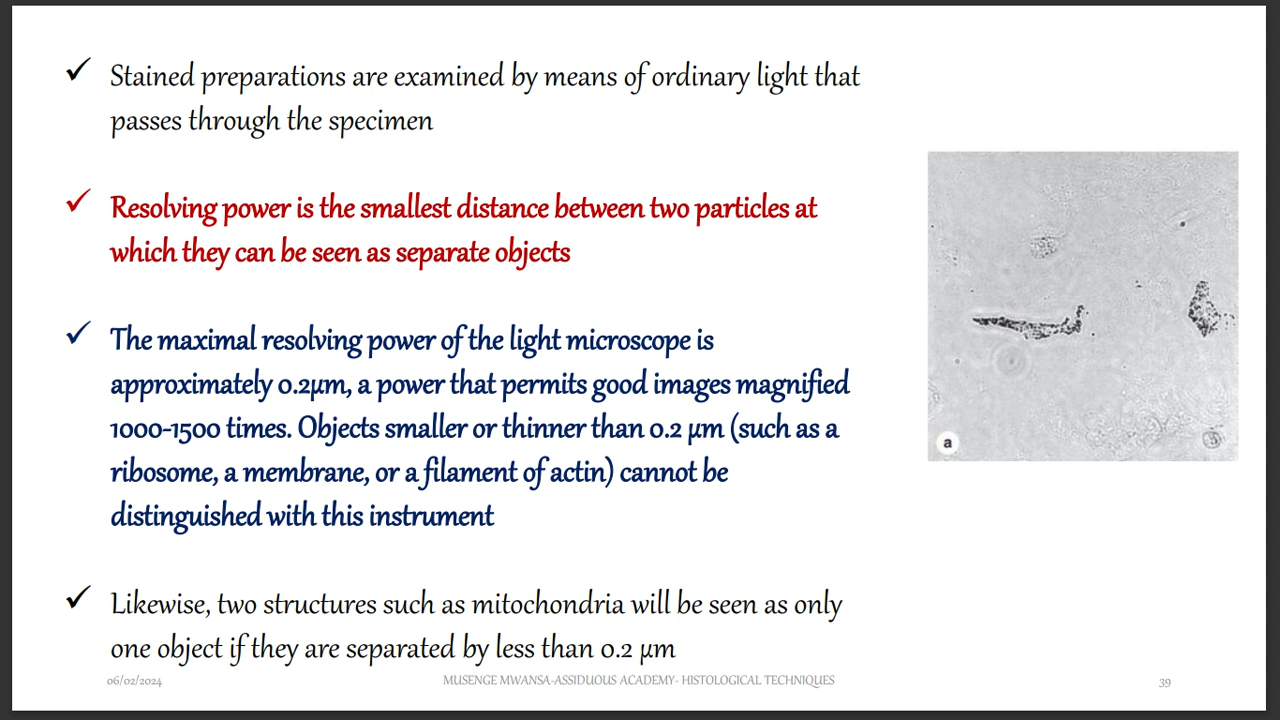 Stained preparations are examined by means of ordinary light that
passes through the specimen
Resolving power is the smallest distance between two particles at
which they can be seen as separate objects
The maximal resolving power of the light microscope is
approximately 0.2µm, a power that permits good images magnified
1000-1500 times. Objects smaller or thinner than 0.2 µm (such as a
ribosome, a membrane, or a filament of actin) cannot be
distinguished with this instrument
Likewise, two structures such as mitochondria will be seen as only
one object if they are separated by less than 0.2 µm
a
06/02/2024
MUSENGE MWANSA-ASSIDUOUS ACADEMY- HISTOLOGICAL TECHNIQUES
39